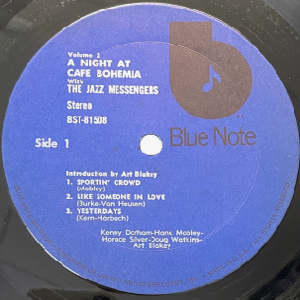 Volume 2
A NIGHT AT
CAFE BOHEMIA
With
THE JAZZ MESSENGERS
Stereo
BST-81508
Side 1
b
Blue Note
Introduction by Art Blakey
1. SPORTIN' CROWD
(Mobley)
2. LIKE SOMEONE IN LOVE
(Burke-Van Heusen)
3. YESTERDAYS
(Kern-Harbach)
Kenny Dorham-Hank Mobley-
Horace Silver-Doug Watkins-
Art Blakey